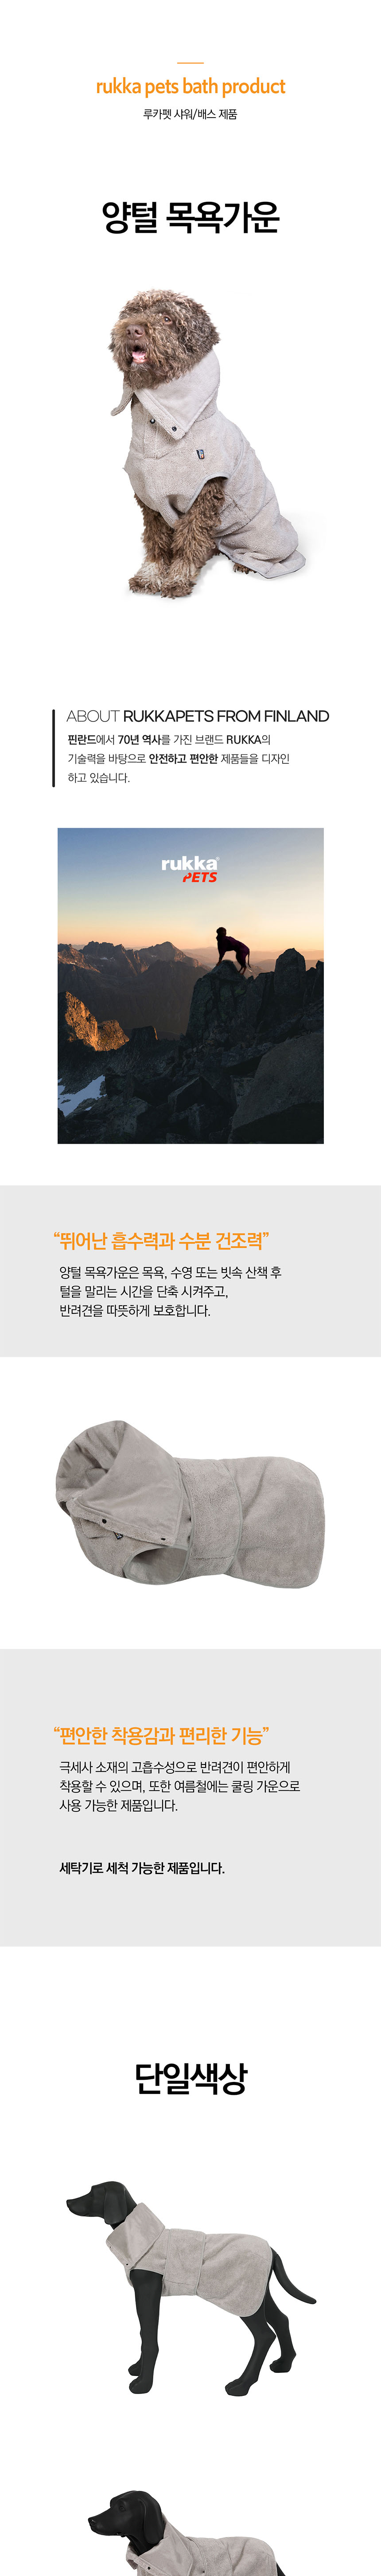 rukka pets bath product
루카펫 샤워/배스 제품
양털 목욕가운
ABOUT RUKKAPETS FROM FINLAND
핀란드에서 70년 역사를 가진 브랜드 RUKKA의
기술력을 바탕으로 안전하고 편안한 제품들을 디자인
하고 있습니다.
rukka
PETS
“뛰어난 흡수력과 수분 건조력”
양털 목욕가운은 목욕, 수영 또는 빗속 산책 후
털을 말리는 시간을 단축 시켜주고,
반려견을 따뜻하게 보호합니다.
“편안한 착용감과 편리한 기능”
극세사 소재의 고흡수성으로 반려견이 편안하게
착용할 수 있으며, 또한 여름철에는 쿨링 가운으로
사용 가능한 제품입니다.
세탁기로 세척 가능한 제품입니다.
단일색상